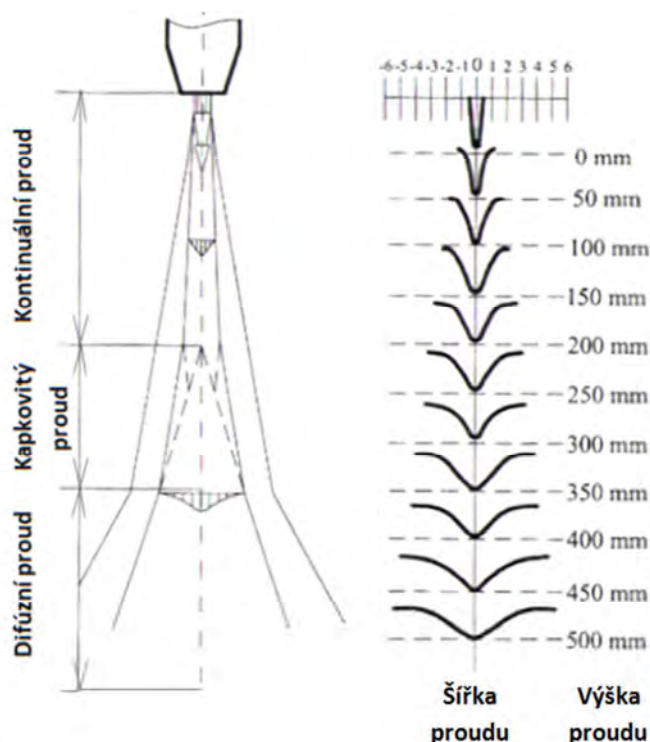 Kontinuální proud
Kapkovitý
proud
Difúzní proud
-6-5-4-3-2-1 0 1 2 3 4 5 6
0 mm
50 mm
100 mm
150 mm
200 mm
250 mm
300 mm
350 mm
400 mm
450 mm
500 mm
Šířka
proudu
Výška
proudu